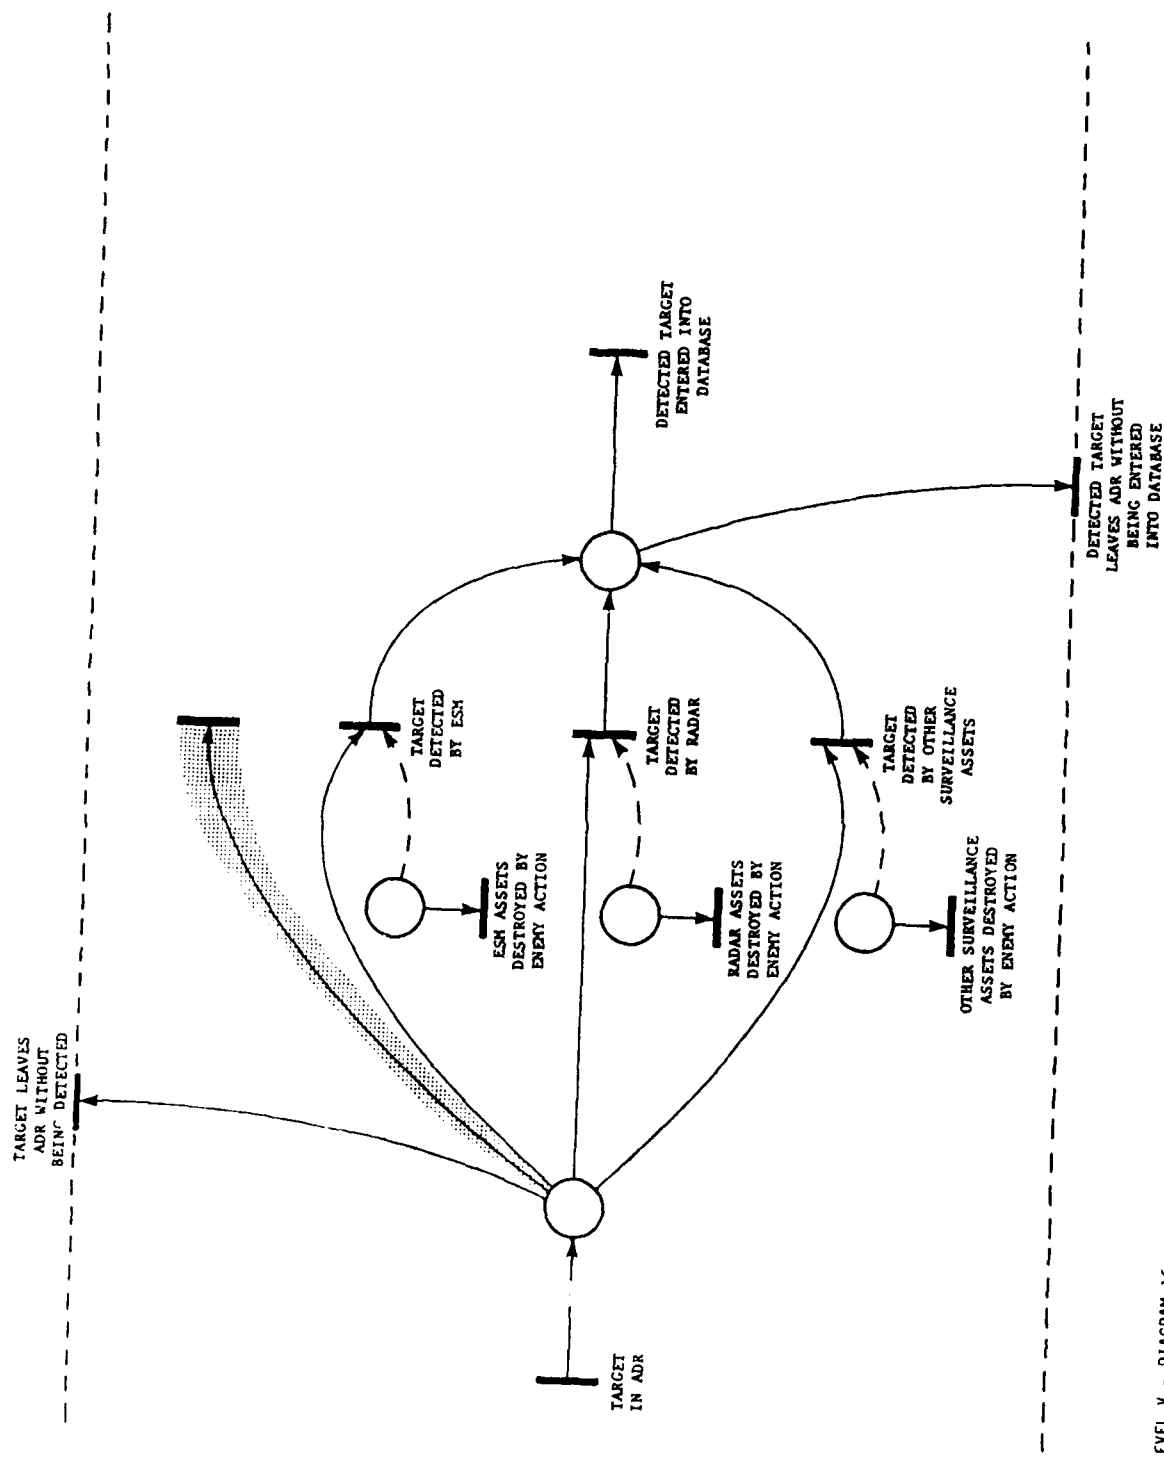 TARGET LEAVES
ADR WITHOUT
BEING DETECTED
TARGET
IN ADR
TARGET
DETECTED
BY ESM
ESM ASSETS
DESTROYED BY
ENEMY ACTION
TARGET
DETECTED
BY RADAR
RADAR ASSETS
DESTROYED BY
ENEMY ACTION
TARGET
DETECTED
BY OTHER
SURVEILLANCE
ASSETS
OTHER SURVEILLANCE
ASSETS DESTROYED
BY ENEMY ACTION
DETECTED TARGET
ENTERED INTO
DATABASE
DETECTED TARGET
LEAVES ADR WITHOUT
BEING ENTERED
INTO DATABASE